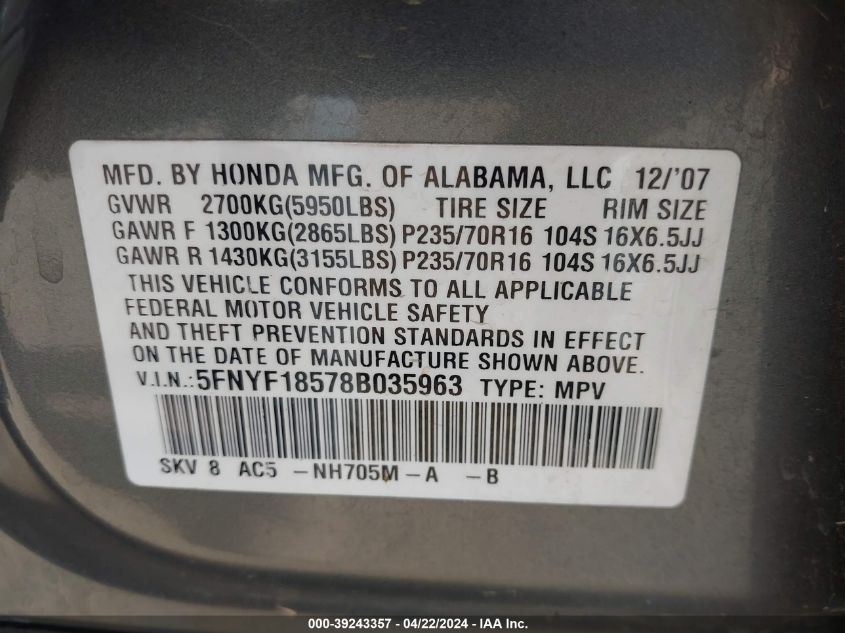 MFD. BY HONDA MFG. OF ALABAMA, LLC 12/'07
GVWR 2700KG(5950LBS) TIRE SIZE RIM SIZE
GAWR F 1300KG(2865LBS) P235/70R16 104S 16X6.5JJ
GAWR R 1430KG(3155LBS) P235/70R16 104S 16X6.5JJ
THIS VEHICLE CONFORMS TO ALL APPLICABLE
FEDERAL MOTOR VEHICLE SAFETY
AND THEFT PREVENTION STANDARDS IN EFFECT
ON THE DATE OF MANUFACTURE SHOWN ABOVE.
V.I.N.: 5FNYF18578B035963 TYPE: MPV
SKV 8 AC5 -NH705M-A -B
000-39243357 - 04/22/2024 - IAA Inc.